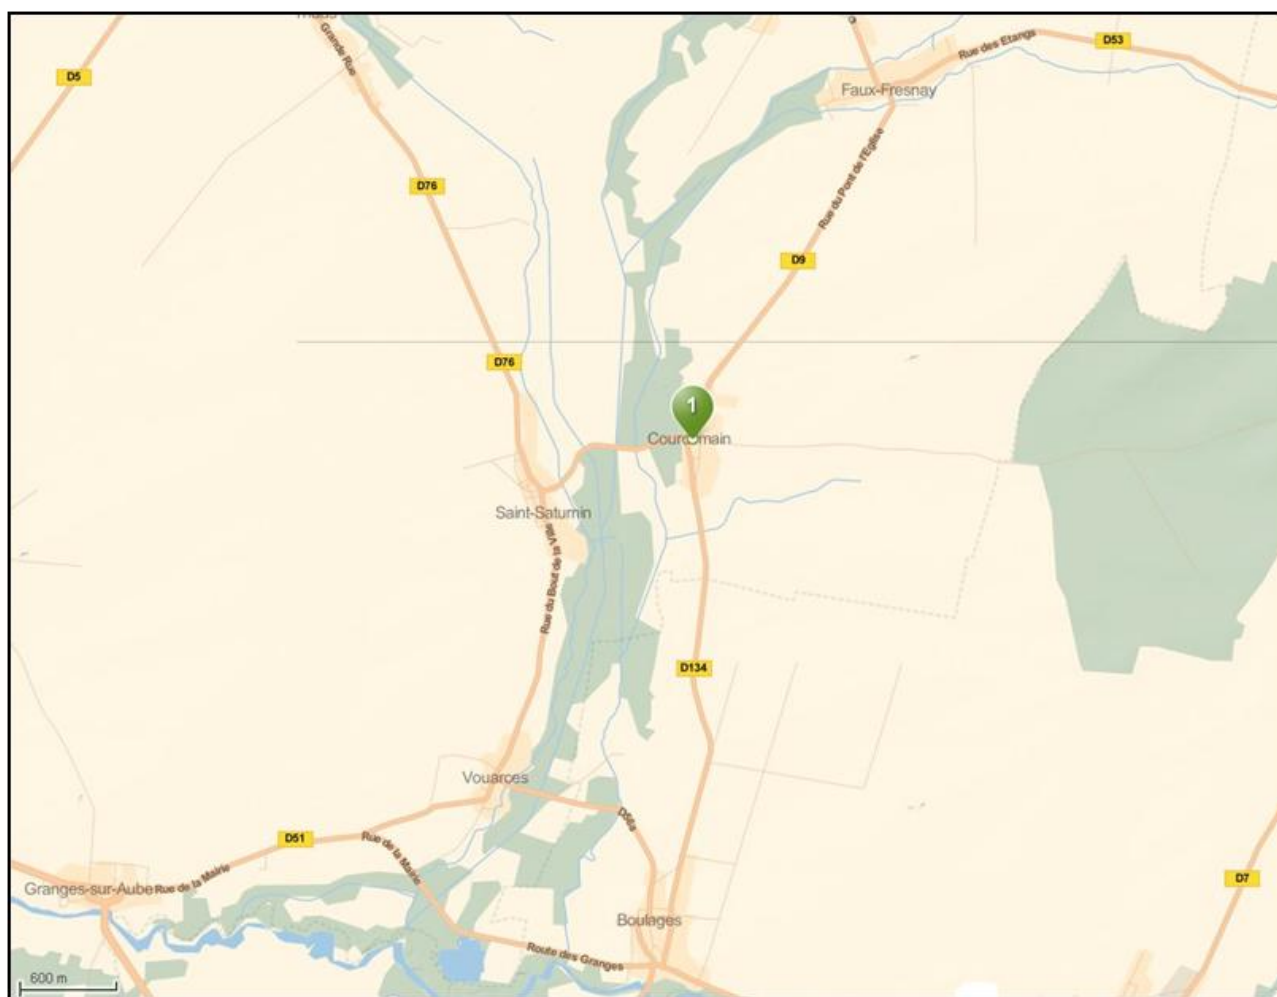 Grande Rue
D5
Rue des Etangs
D53
Faux-Fresnay
D76
Rue du Pont de l'Eglise
D9
D76
1
Saint-Saturnin
Rue du Bout de la Ville
D134
Vouarces
D56a
D51
Rue de la Mairie
Rue de la Mairie
Granges-sur-Aube
D7
Boulages
Route des Granges
600 m